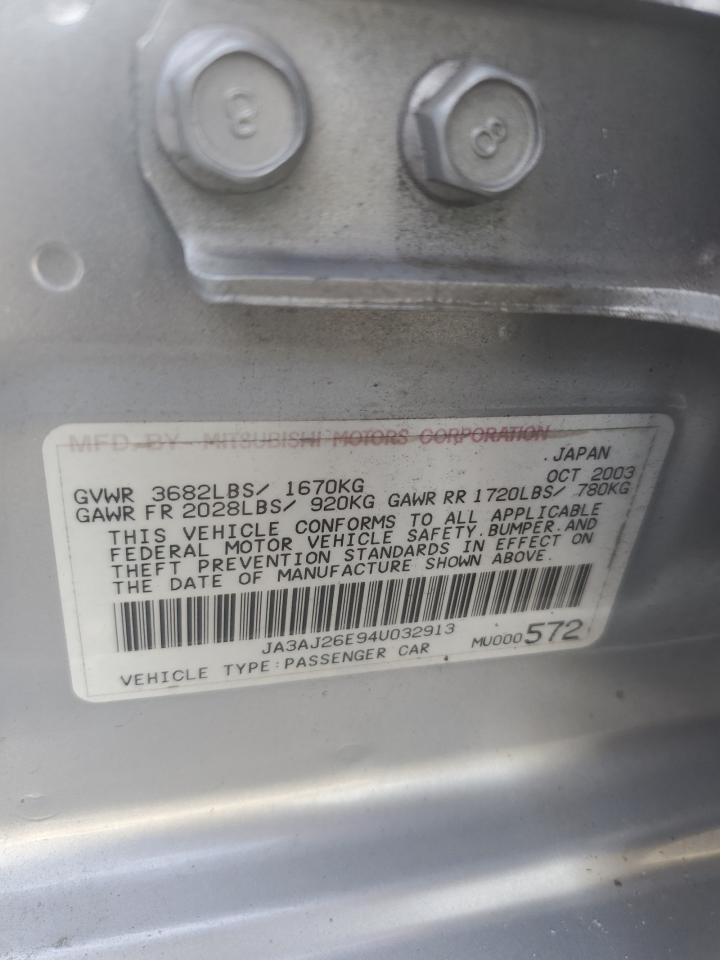 8
8
MFD. BY MITSUBISHI MOTORS CORPORATION
JAPAN
OCT 2003
GVWR 3682LBS/ 1670KG
GAWR FR 2028LBS/ 920KG GAWR RR 1720LBS/ 780KG
THIS VEHICLE CONFORMS TO ALL APPLICABLE
FEDERAL MOTOR VEHICLE SAFETY, BUMPER, AND
THEFT PREVENTION STANDARDS IN EFFECT ON
THE DATE OF MANUFACTURE SHOWN ABOVE.
JA3AJ26E94U032913
VEHICLE TYPE: PASSENGER CAR MU000572